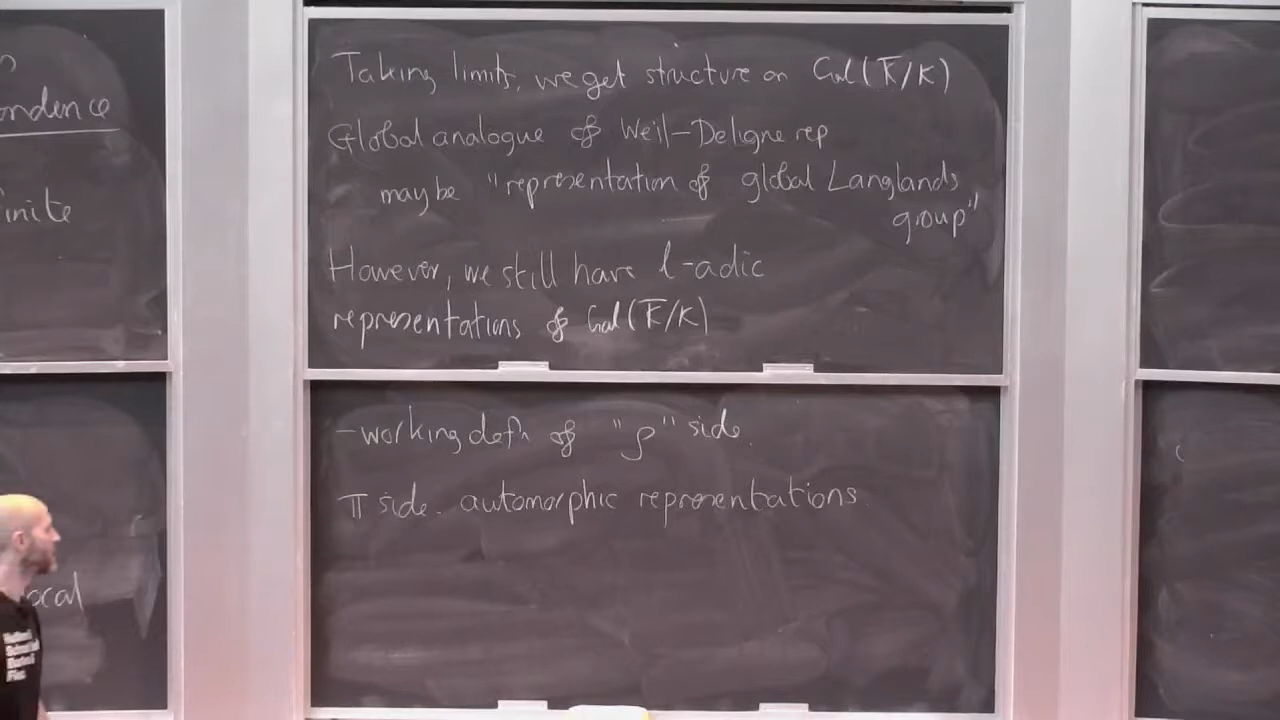 ondence
inite
ocal
Taking limits, we get structure on Gal(K̄/K)
Global analogue of Weil-Deligne rep
maybe "representation of global Langlands
group"
However, we still have l-adic
representations of Gal(K̄/K)
-working defn of "ρ" side.
π side. automorphic representations.